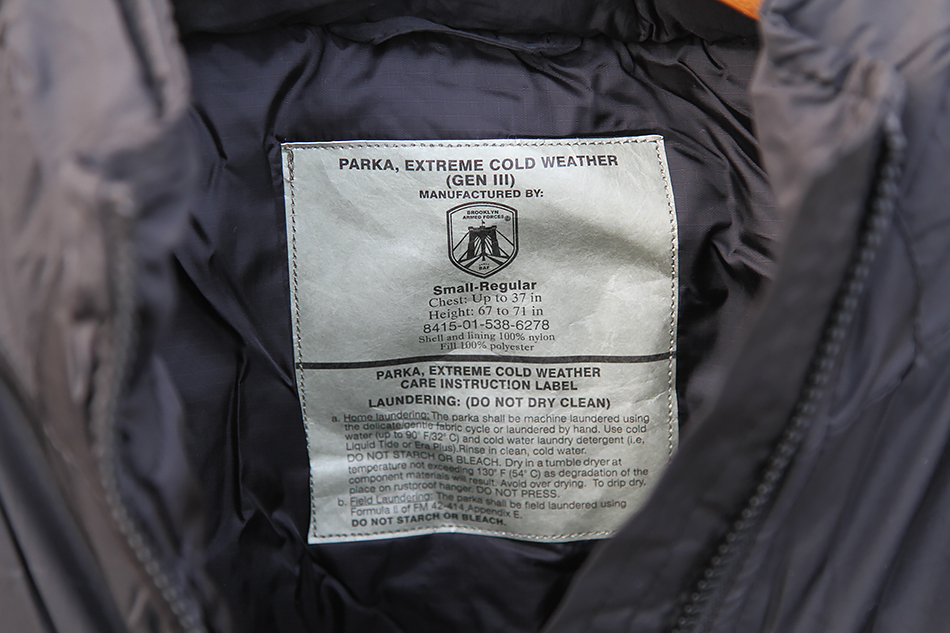 PARKA, EXTREME COLD WEATHER
(GEN III)
MANUFACTURED BY:
BROOKLYN
ARMED FORCES
BAF
Small-Regular
Chest: Up to 37 in
Height: 67 to 71 in
8415-01-538-6278
Shell and lining 100% nylon
Fill 100% polyester
PARKA, EXTREME COLD WEATHER
CARE INSTRUCTION LABEL
LAUNDERING: (DO NOT DRY CLEAN)
a. Home laundering: The parka shall be machine laundered using
the delicate/gentle fabric cycle or laundered by hand. Use cold
water (up to 90° F/32° C) and cold water laundry detergent (i.e,
Liquid Tide or Era Plus).Rinse in clean, cold water.
DO NOT STARCH OR BLEACH. Dry in a tumble dryer at
temperature not exceeding 130° F (54° C) as degradation of the
component materials will result. Avoid over drying. To drip dry,
place on rustproof hanger. DO NOT PRESS.
b. Field Laundering: The parka shall be field laundered using
Formula II of FM 42-414, Appendix E.
DO NOT STARCH OR BLEACH.